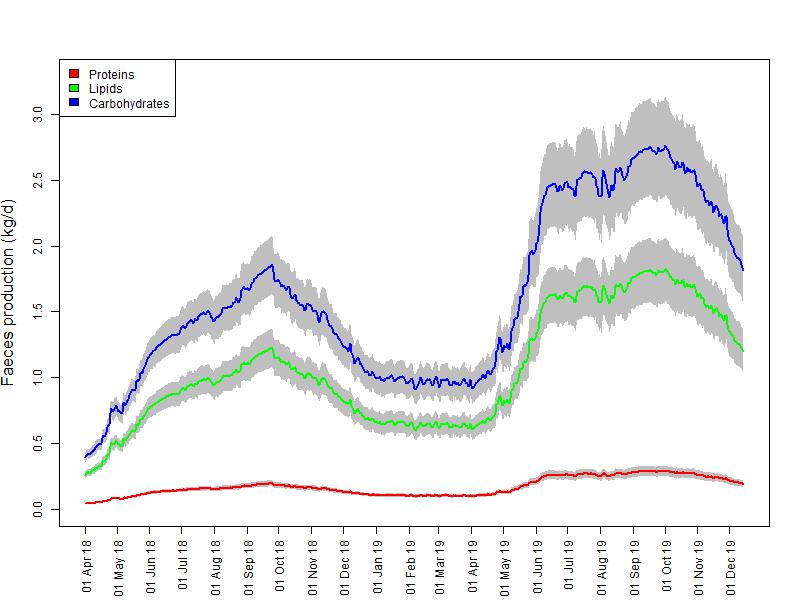 Proteins
Lipids
Carbohydrates
Faeces production (kg/d)
3.0
2.5
2.0
1.5
1.0
0.5
0.0
01 Apr 18
01 May 18
01 Jun 18
01 Jul 18
01 Aug 18
01 Sep 18
01 Oct 18
01 Nov 18
01 Dec 18
01 Jan 19
01 Feb 19
01 Mar 19
01 Apr 19
01 May 19
01 Jun 19
01 Jul 19
01 Aug 19
01 Sep 19
01 Oct 19
01 Nov 19
01 Dec 19